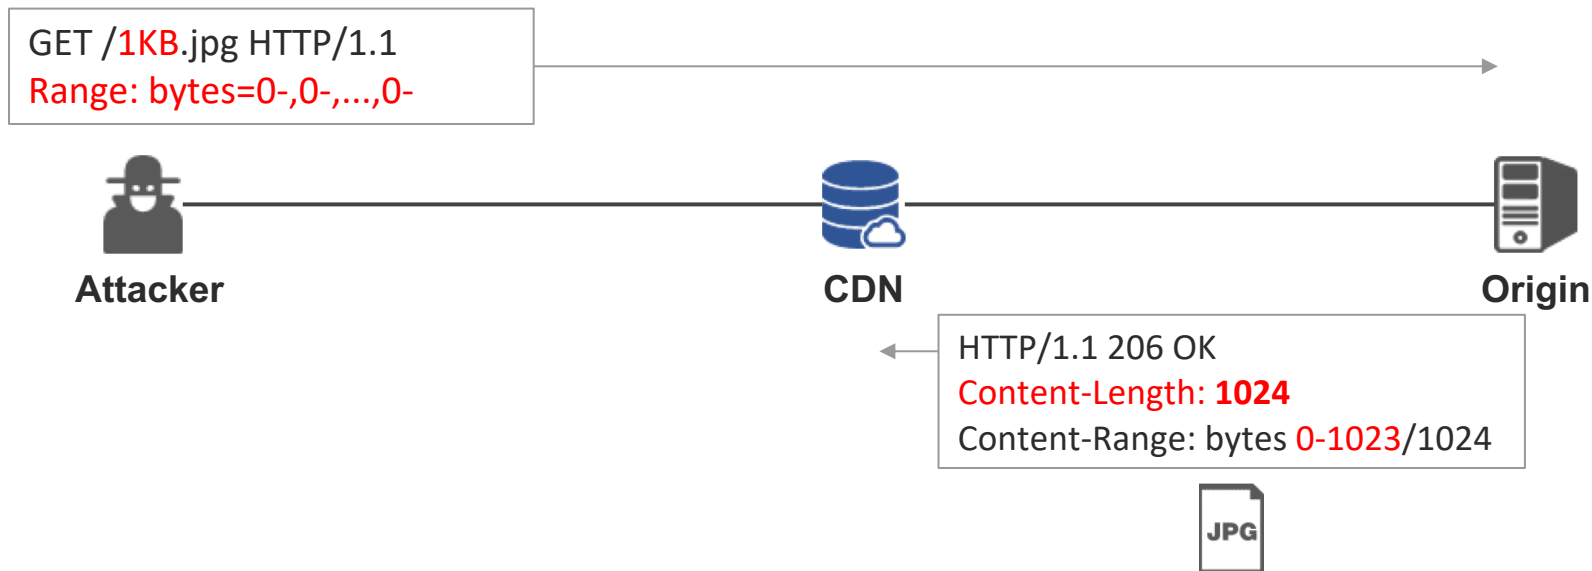 GET /1KB.jpg HTTP/1.1
Range: bytes=0-,0-,...,0-
Attacker
CDN
Origin
HTTP/1.1 206 OK
Content-Length: 1024
Content-Range: bytes 0-1023/1024
JPG